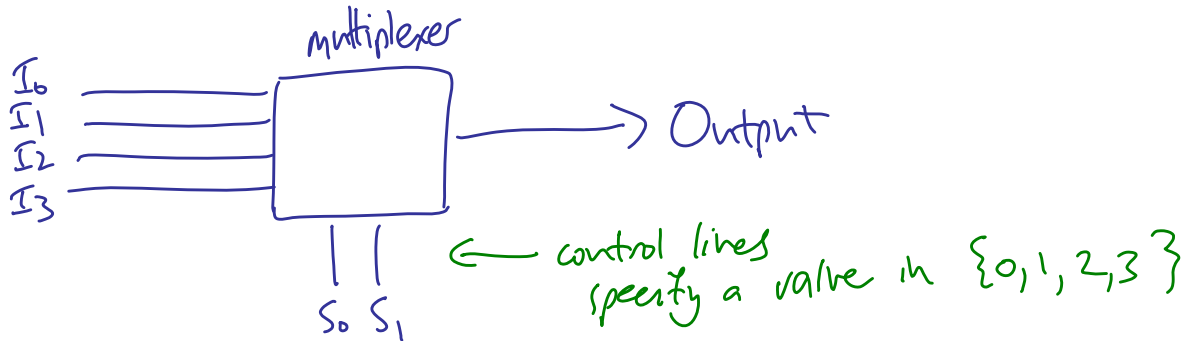 multiplexer
I0
I1
I2
I3
Output
control lines
specify a value in {0,1,2,3}
S0 S1